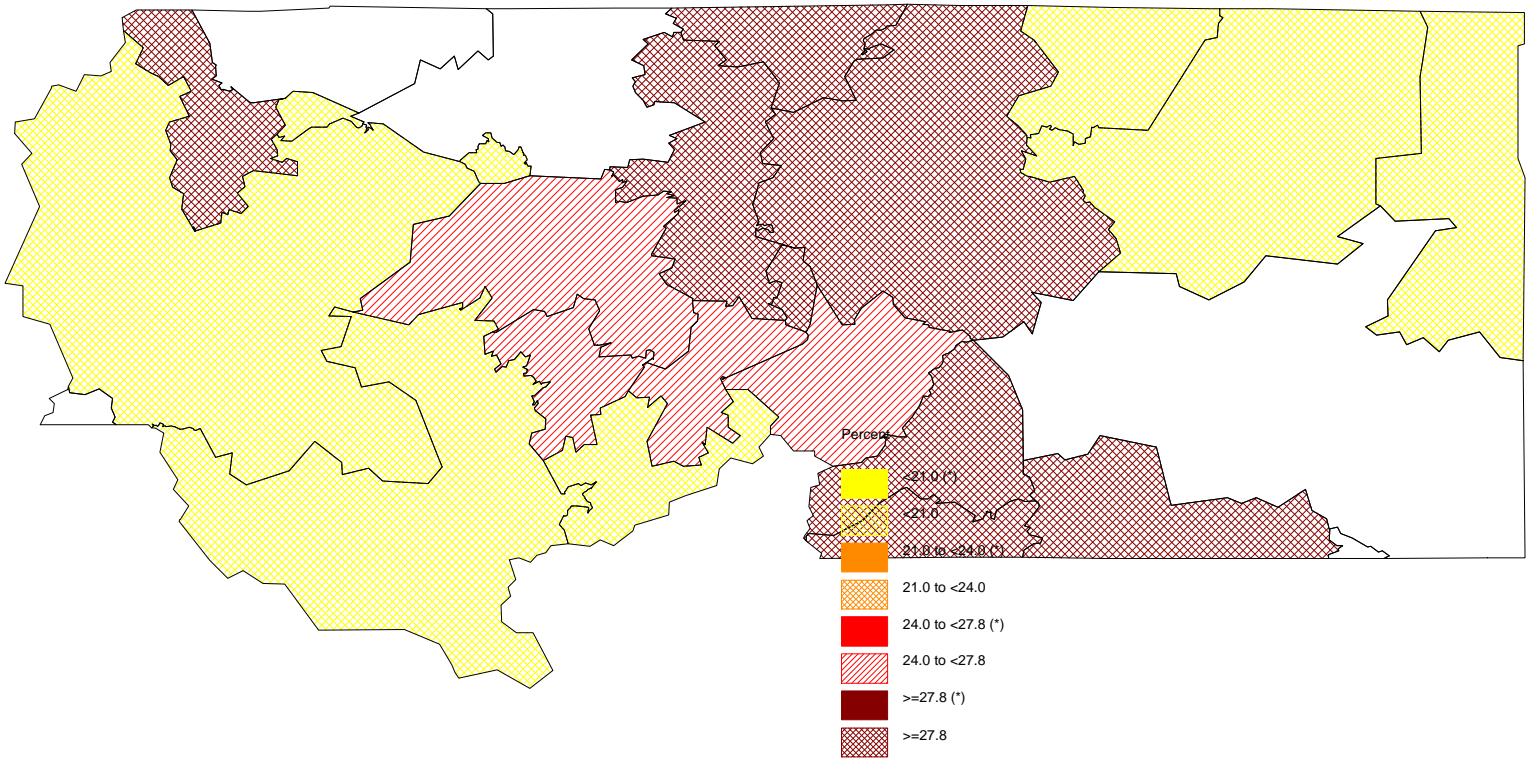 Percent
<21.0 (*)
<21.0
21.0 to <24.0 (*)
21.0 to <24.0
24.0 to <27.8 (*)
24.0 to <27.8
>=27.8 (*)
>=27.8